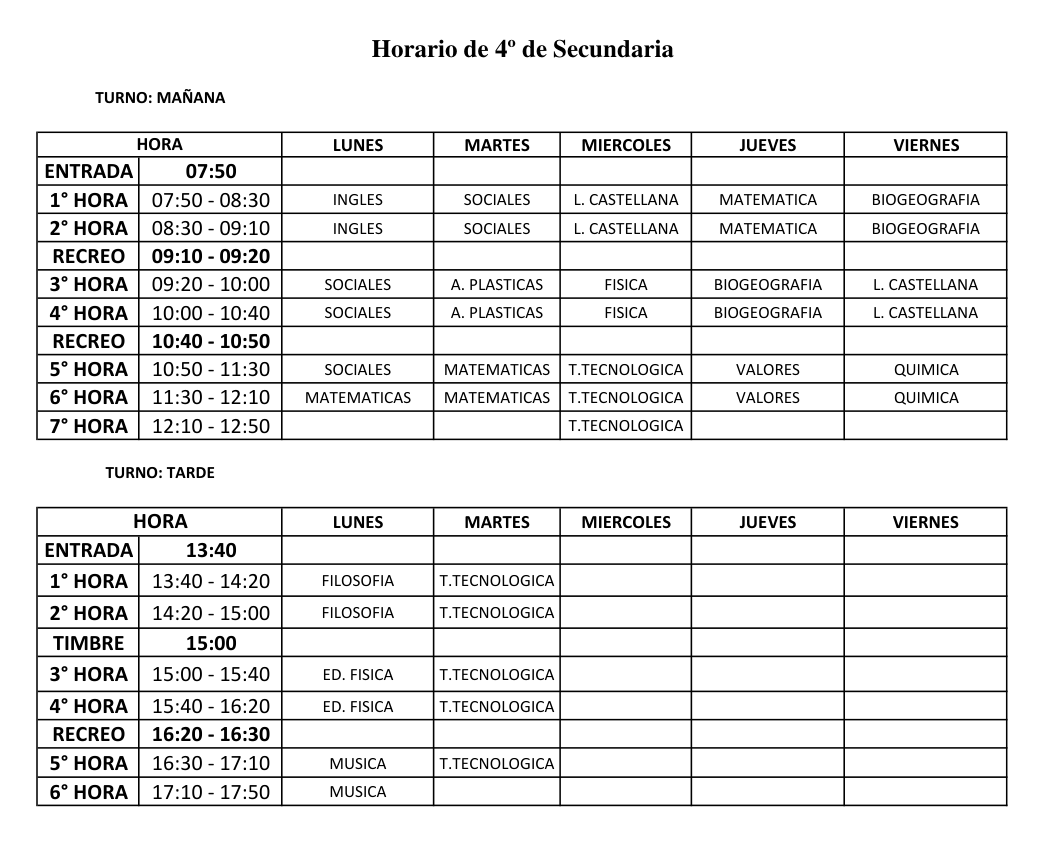 Horario de 4º de Secundaria
TURNO: MAÑANA
HORA LUNES MARTES MIERCOLES JUEVES VIERNES
ENTRADA 07:50
1° HORA 07:50 - 08:30 INGLES SOCIALES L. CASTELLANA MATEMATICA BIOGEOGRAFIA
2° HORA 08:30 - 09:10 INGLES SOCIALES L. CASTELLANA MATEMATICA BIOGEOGRAFIA
RECREO 09:10 - 09:20
3° HORA 09:20 - 10:00 SOCIALES A. PLASTICAS FISICA BIOGEOGRAFIA L. CASTELLANA
4° HORA 10:00 - 10:40 SOCIALES A. PLASTICAS FISICA BIOGEOGRAFIA L. CASTELLANA
RECREO 10:40 - 10:50
5° HORA 10:50 - 11:30 SOCIALES MATEMATICAS T.TECNOLOGICA VALORES QUIMICA
6° HORA 11:30 - 12:10 MATEMATICAS MATEMATICAS T.TECNOLOGICA VALORES QUIMICA
7° HORA 12:10 - 12:50 T.TECNOLOGICA
TURNO: TARDE
HORA LUNES MARTES MIERCOLES JUEVES VIERNES
ENTRADA 13:40
1° HORA 13:40 - 14:20 FILOSOFIA T.TECNOLOGICA
2° HORA 14:20 - 15:00 FILOSOFIA T.TECNOLOGICA
TIMBRE 15:00
3° HORA 15:00 - 15:40 ED. FISICA T.TECNOLOGICA
4° HORA 15:40 - 16:20 ED. FISICA T.TECNOLOGICA
RECREO 16:20 - 16:30
5° HORA 16:30 - 17:10 MUSICA T.TECNOLOGICA
6° HORA 17:10 - 17:50 MUSICA